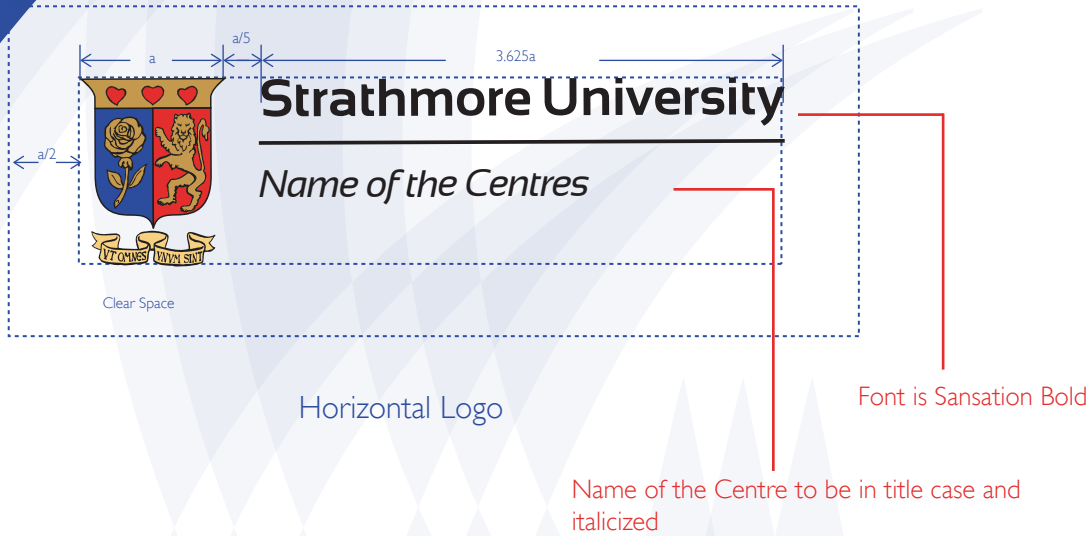 a/5
a
3.625a
Strathmore University
a/2
Name of the Centres
VT OMNES VNVM SINT
Clear Space
Horizontal Logo
Font is Sansation Bold
Name of the Centre to be in title case and
italicized